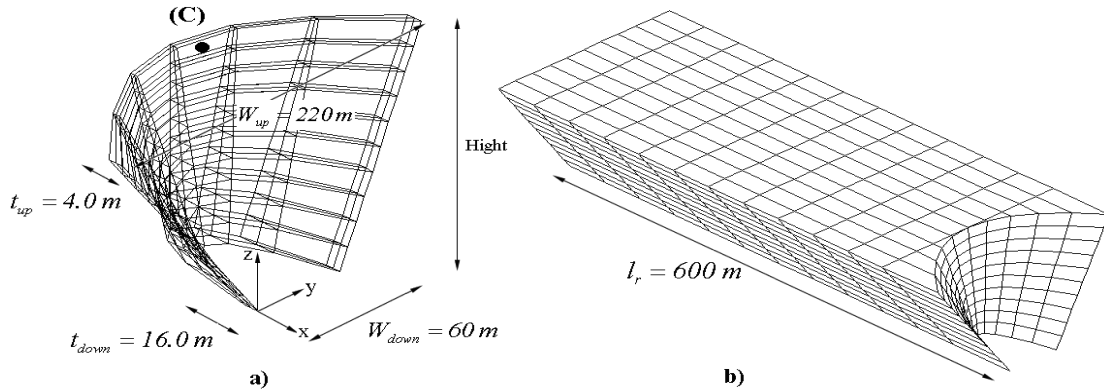 (C)
W_up 220 m
Hight
t_up = 4.0 m
z
y
x
t_down = 16.0 m
W_down = 60 m
a)
l_r = 600 m
b)